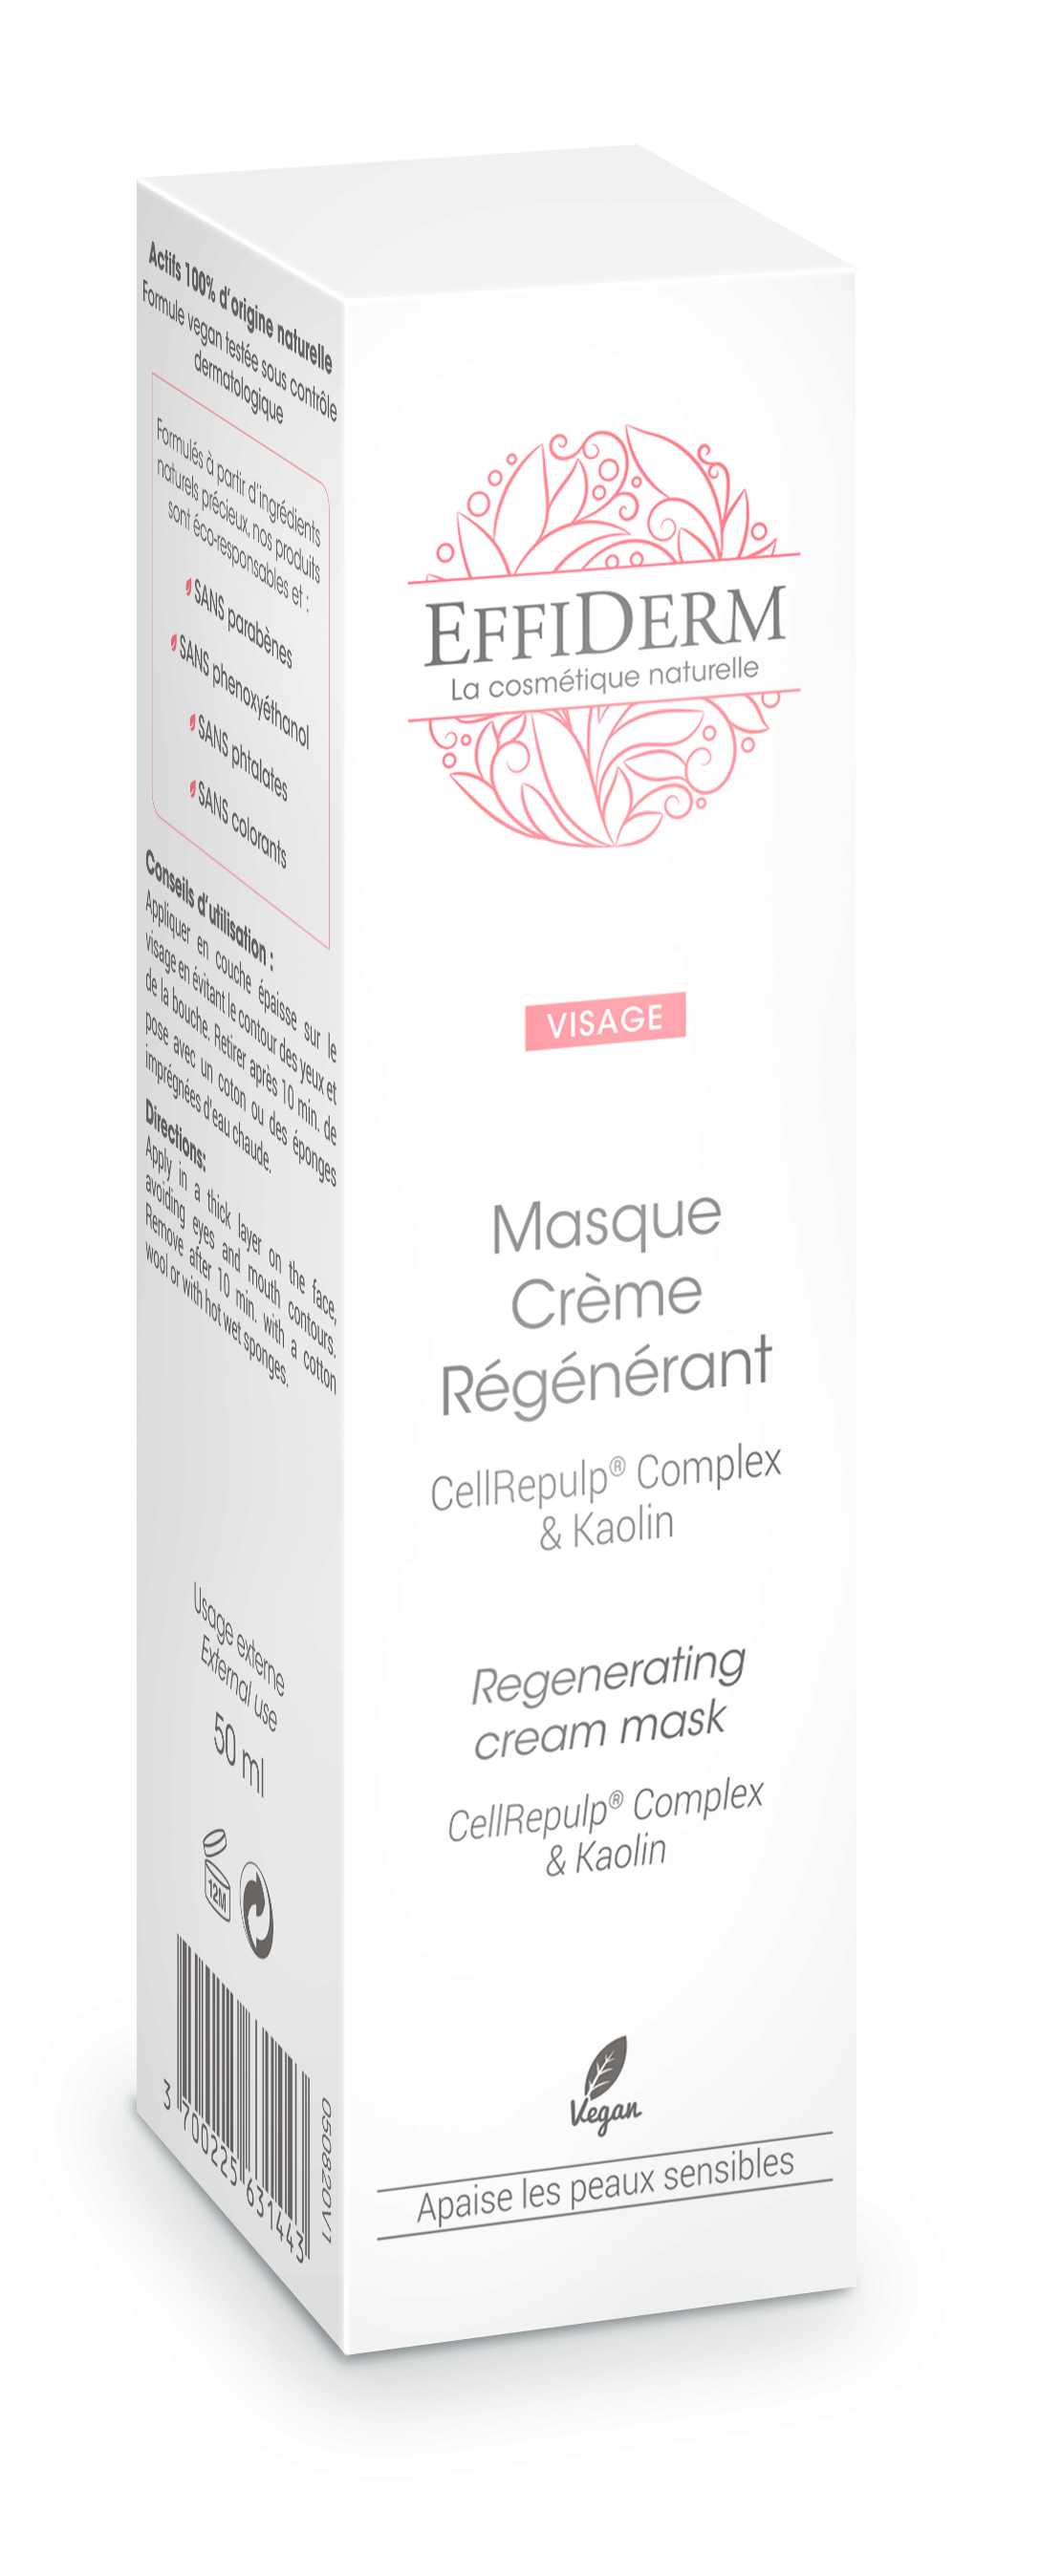 Actifs 100% d'origine naturelle
Formule vegan testée sous contrôle
dermatologique
Formulés à partir d'ingrédients
naturels précieux, nos produits
sont éco-responsables et :
SANS parabènes
SANS phenoxyéthanol
SANS phtalates
SANS colorants
Conseils d'utilisation :
Appliquer en couche épaisse sur le
visage en évitant le contour des yeux et
de la bouche. Retirer après 10 min. de
pose avec un coton ou des éponges
imprégnées d'eau chaude.
Directions:
Apply in a thick layer on the face,
avoiding eyes and mouth contours.
Remove after 10 min. with a cotton
wool or with hot wet sponges.
Usage externe
External use
50 ml
12M
3 700225 631443
050820V1
EFFIDERM
La cosmétique naturelle
VISAGE
Masque
Crème
Régénérant
CellRepulp® Complex
& Kaolin
Regenerating
cream mask
CellRepulp® Complex
& Kaolin
Vegan
Apaise les peaux sensibles